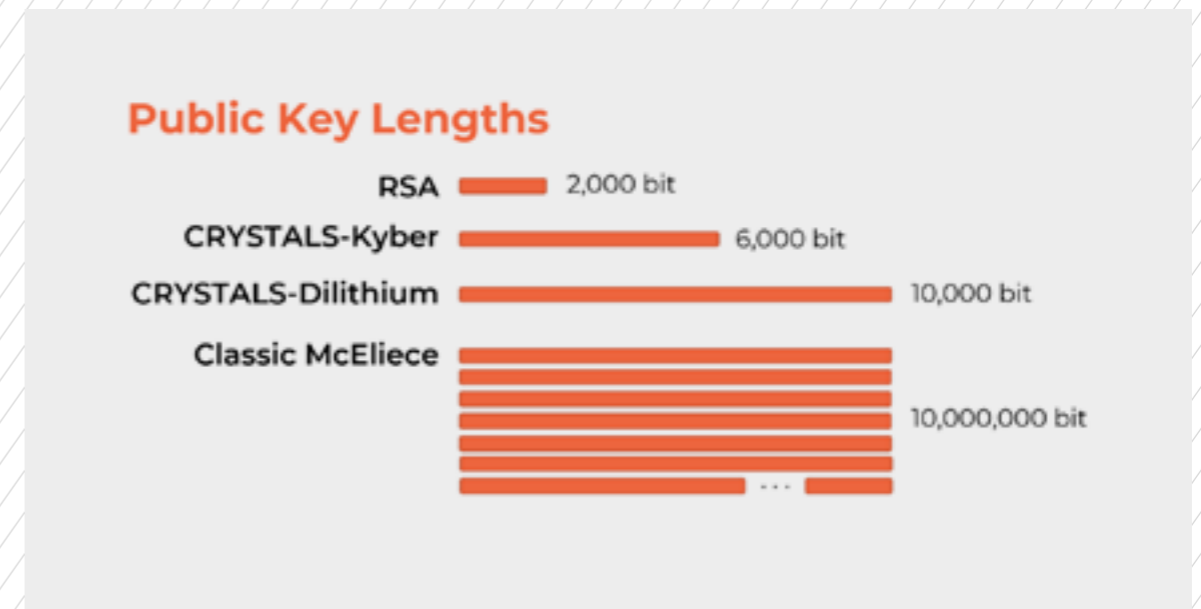 Public Key Lengths
RSA 2,000 bit
CRYSTALS-Kyber 6,000 bit
CRYSTALS-Dilithium 10,000 bit
Classic McEliece
10,000,000 bit
...